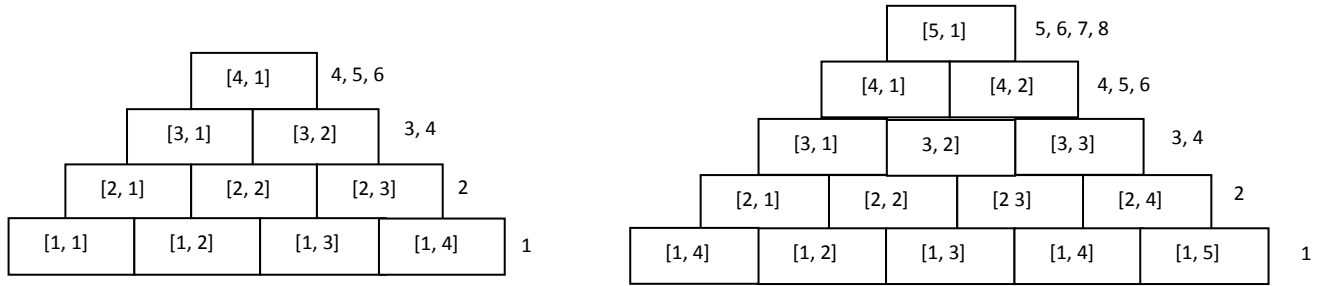 [4, 1] 4, 5, 6
[3, 1] [3, 2] 3, 4
[2, 1] [2, 2] [2, 3] 2
[1, 1] [1, 2] [1, 3] [1, 4] 1
[5, 1] 5, 6, 7, 8
[4, 1] [4, 2] 4, 5, 6
[3, 1] 3, 2] [3, 3] 3, 4
[2, 1] [2, 2] [2 3] [2, 4] 2
[1, 4] [1, 2] [1, 3] [1, 4] [1, 5] 1